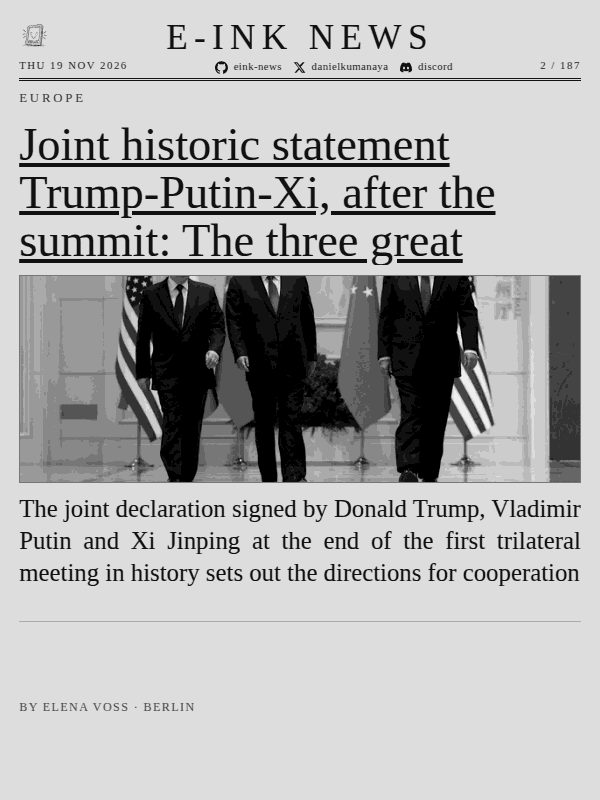 E-INK NEWS
THU 19 NOV 2026
eink-news danielkumanaya discord
2 / 187
EUROPE
Joint historic statement
Trump-Putin-Xi, after the
summit: The three great
The joint declaration signed by Donald Trump, Vladimir
Putin and Xi Jinping at the end of the first trilateral
meeting in history sets out the directions for cooperation
BY ELENA VOSS · BERLIN